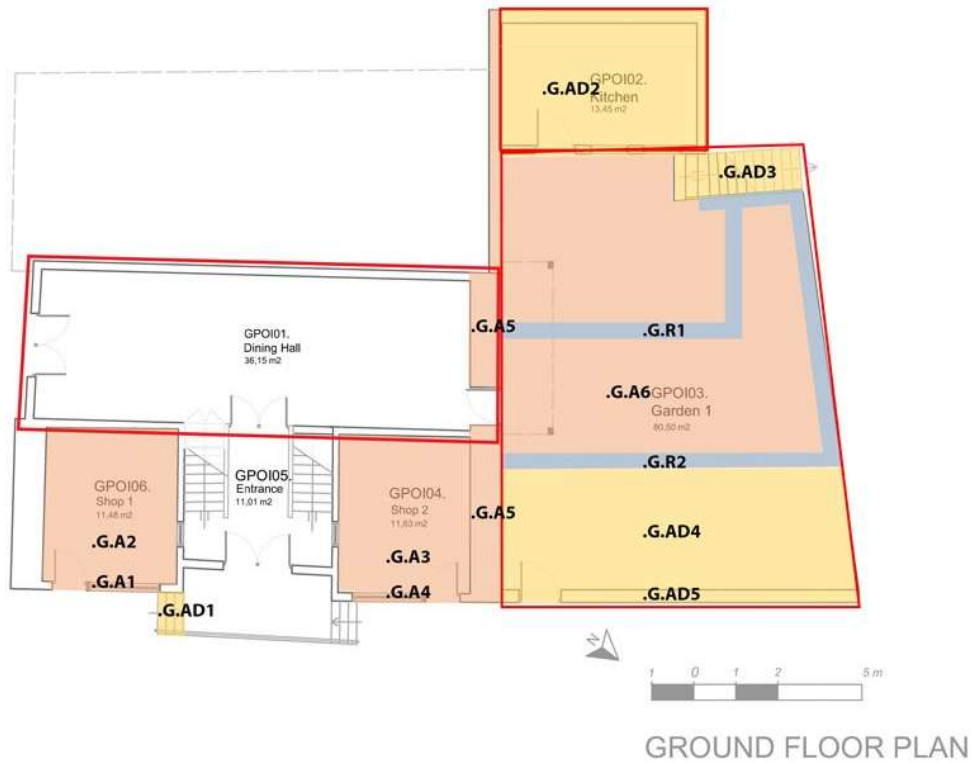 GPOI02.
.G.AD2
Kitchen
13,45 m2
.G.AD3
GPOI01.
Dining Hall
36,15 m2
.G.A5
.G.R1
.G.A6
GPOI03.
Garden 1
80,50 m2
.G.R2
GPOI06.
Shop 1
11,48 m2
GPOI05.
Entrance
11,01 m2
GPOI04.
Shop 2
11,63 m2
.G.A5
.G.AD4
.G.A2
.G.A3
.G.A1
.G.A4
.G.AD5
.G.AD1
N
1 0 1 2 5 m
GROUND FLOOR PLAN